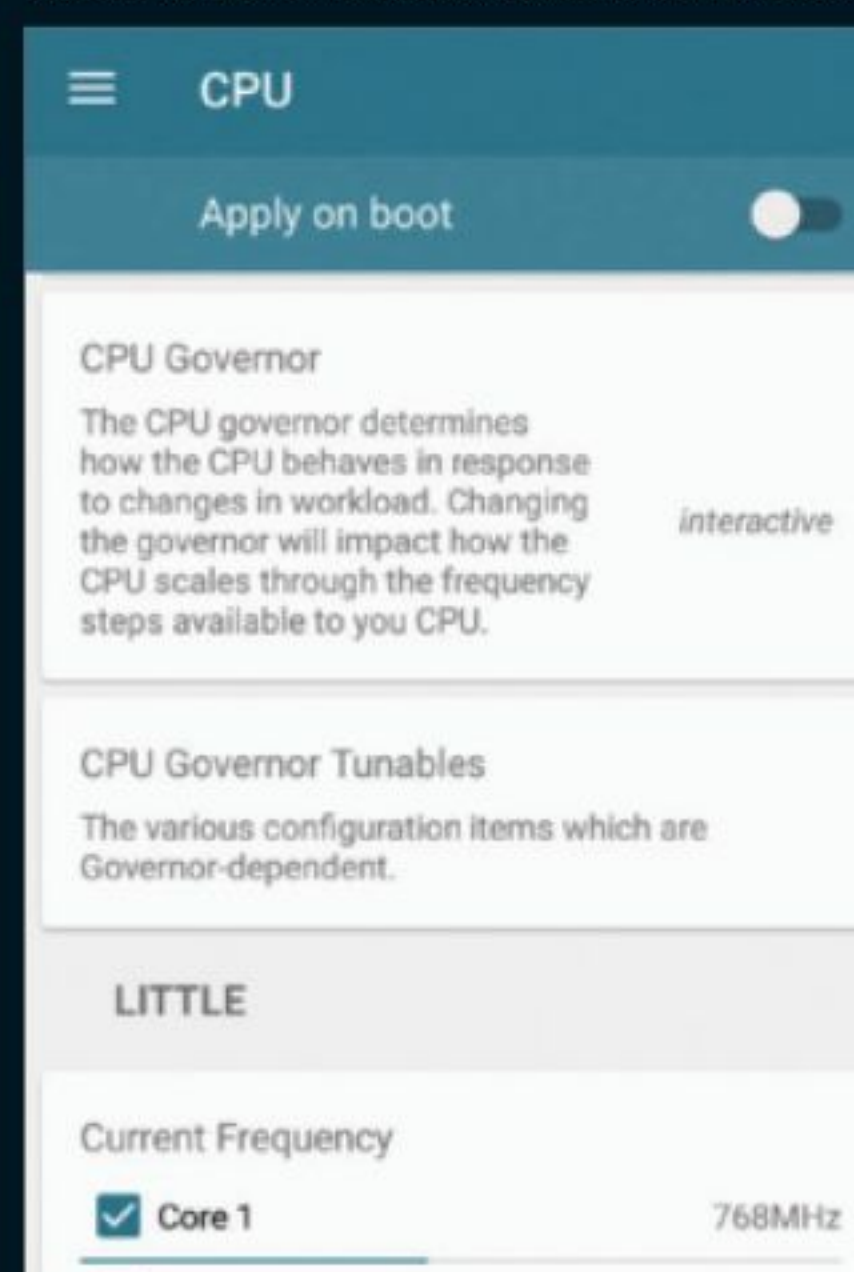 CPU
Apply on boot
CPU Governor
The CPU governor determines
how the CPU behaves in response
to changes in workload. Changing
the governor will impact how the
CPU scales through the frequency
steps available to you CPU.
interactive
CPU Governor Tunables
The various configuration items which are
Governor-dependent.
LITTLE
Current Frequency
Core 1 768MHz